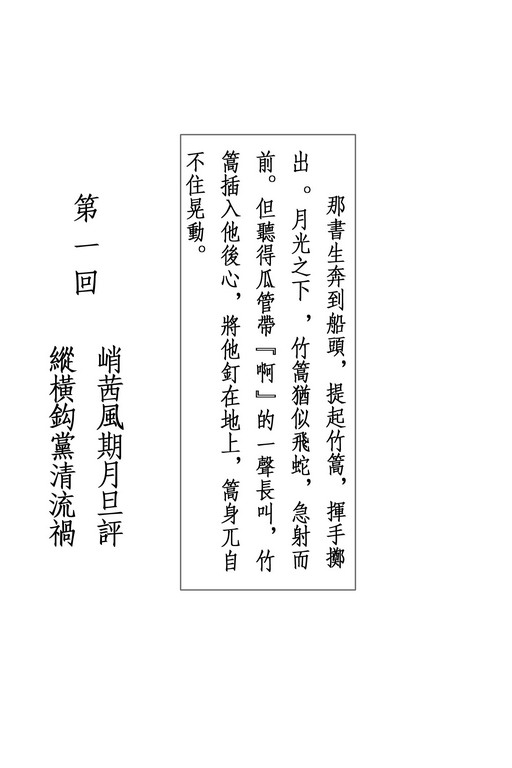 那書生奔到船頭，提起竹篙，揮手擲
出。月光之下，竹篙猶似飛蛇，急射而
前。但聽得瓜管帶『啊』的一聲長叫，竹
篙插入他後心，將他釘在地上，篙身兀自
不住晃動。
第一回
峭茜風期月旦評
縱橫鈎黨清流禍